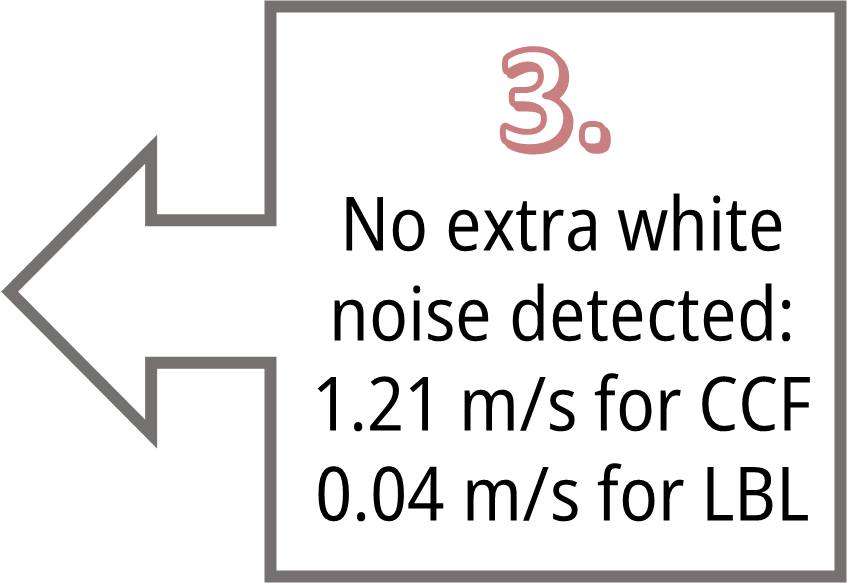 3.
No extra white
noise detected:
1.21 m/s for CCF
0.04 m/s for LBL